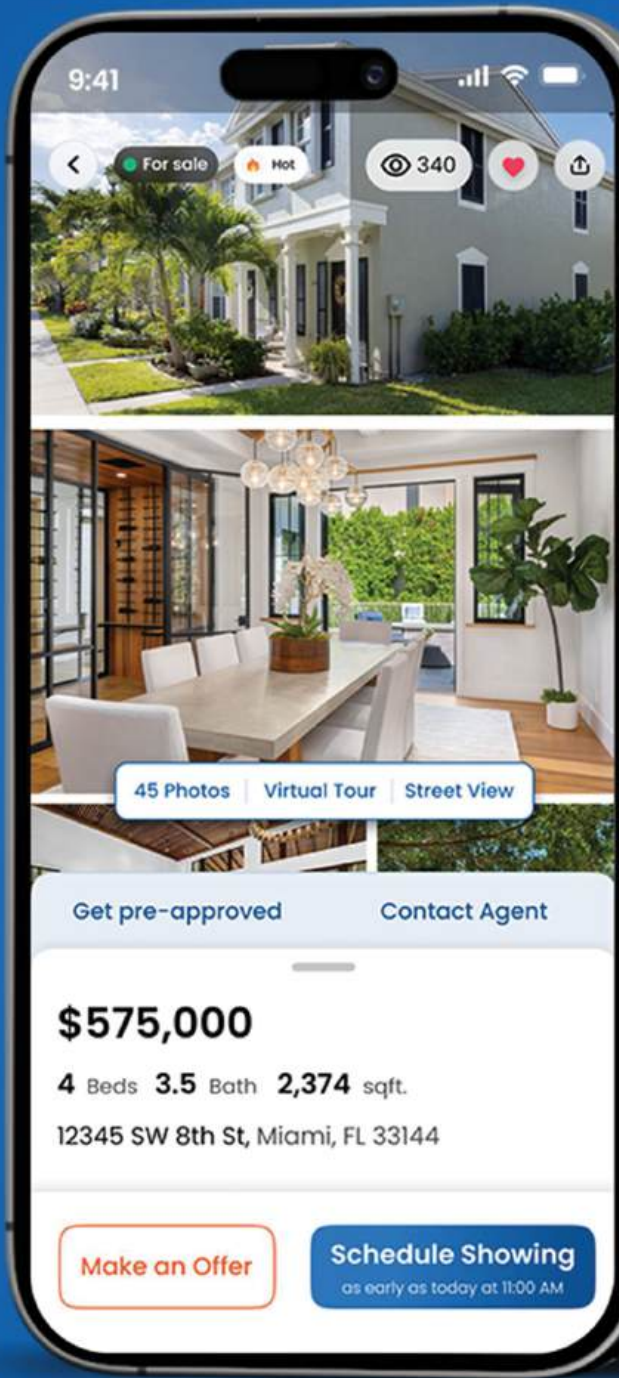 9:41
For sale
Hot
340
45 Photos Virtual Tour Street View
Get pre-approved Contact Agent
$575,000
4 Beds 3.5 Bath 2,374 sqft.
12345 SW 8th St, Miami, FL 33144
Make an Offer
Schedule Showing
as early as today at 11:00 AM